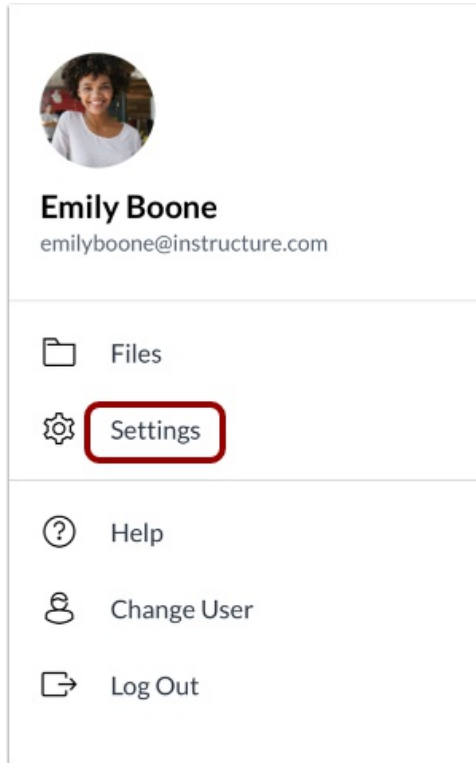 Emily Boone
emilyboone@instructure.com
Files
Settings
Help
Change User
Log Out